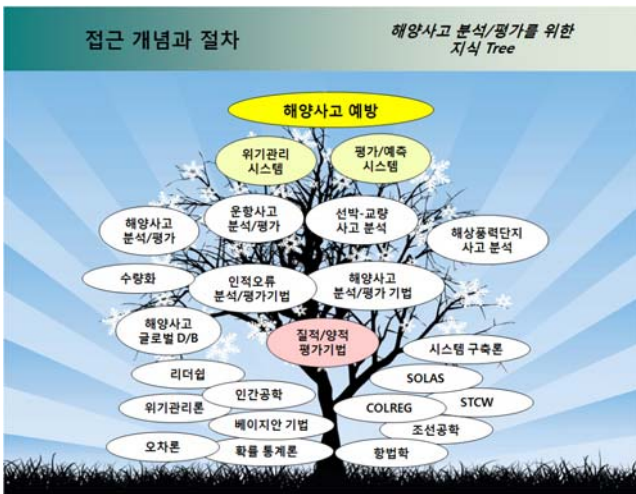 접근 개념과 절차
해양사고 분석/평가를 위한
지식 Tree
해양사고 예방
위기관리
시스템
평가/예측
시스템
해양사고
분석/평가
운항사고
분석/평가
선박-교량
사고 분석
해상풍력단지
사고 분석
수량화
인적오류
분석/평가기법
해양사고
분석/평가 기법
해양사고
글로벌 D/B
질적/양적
평가기법
시스템 구축론
리더쉽
인간공학
SOLAS
위기관리론
COLREG
STCW
베이지안 기법
조선공학
오차론
확률 통계론
항법학